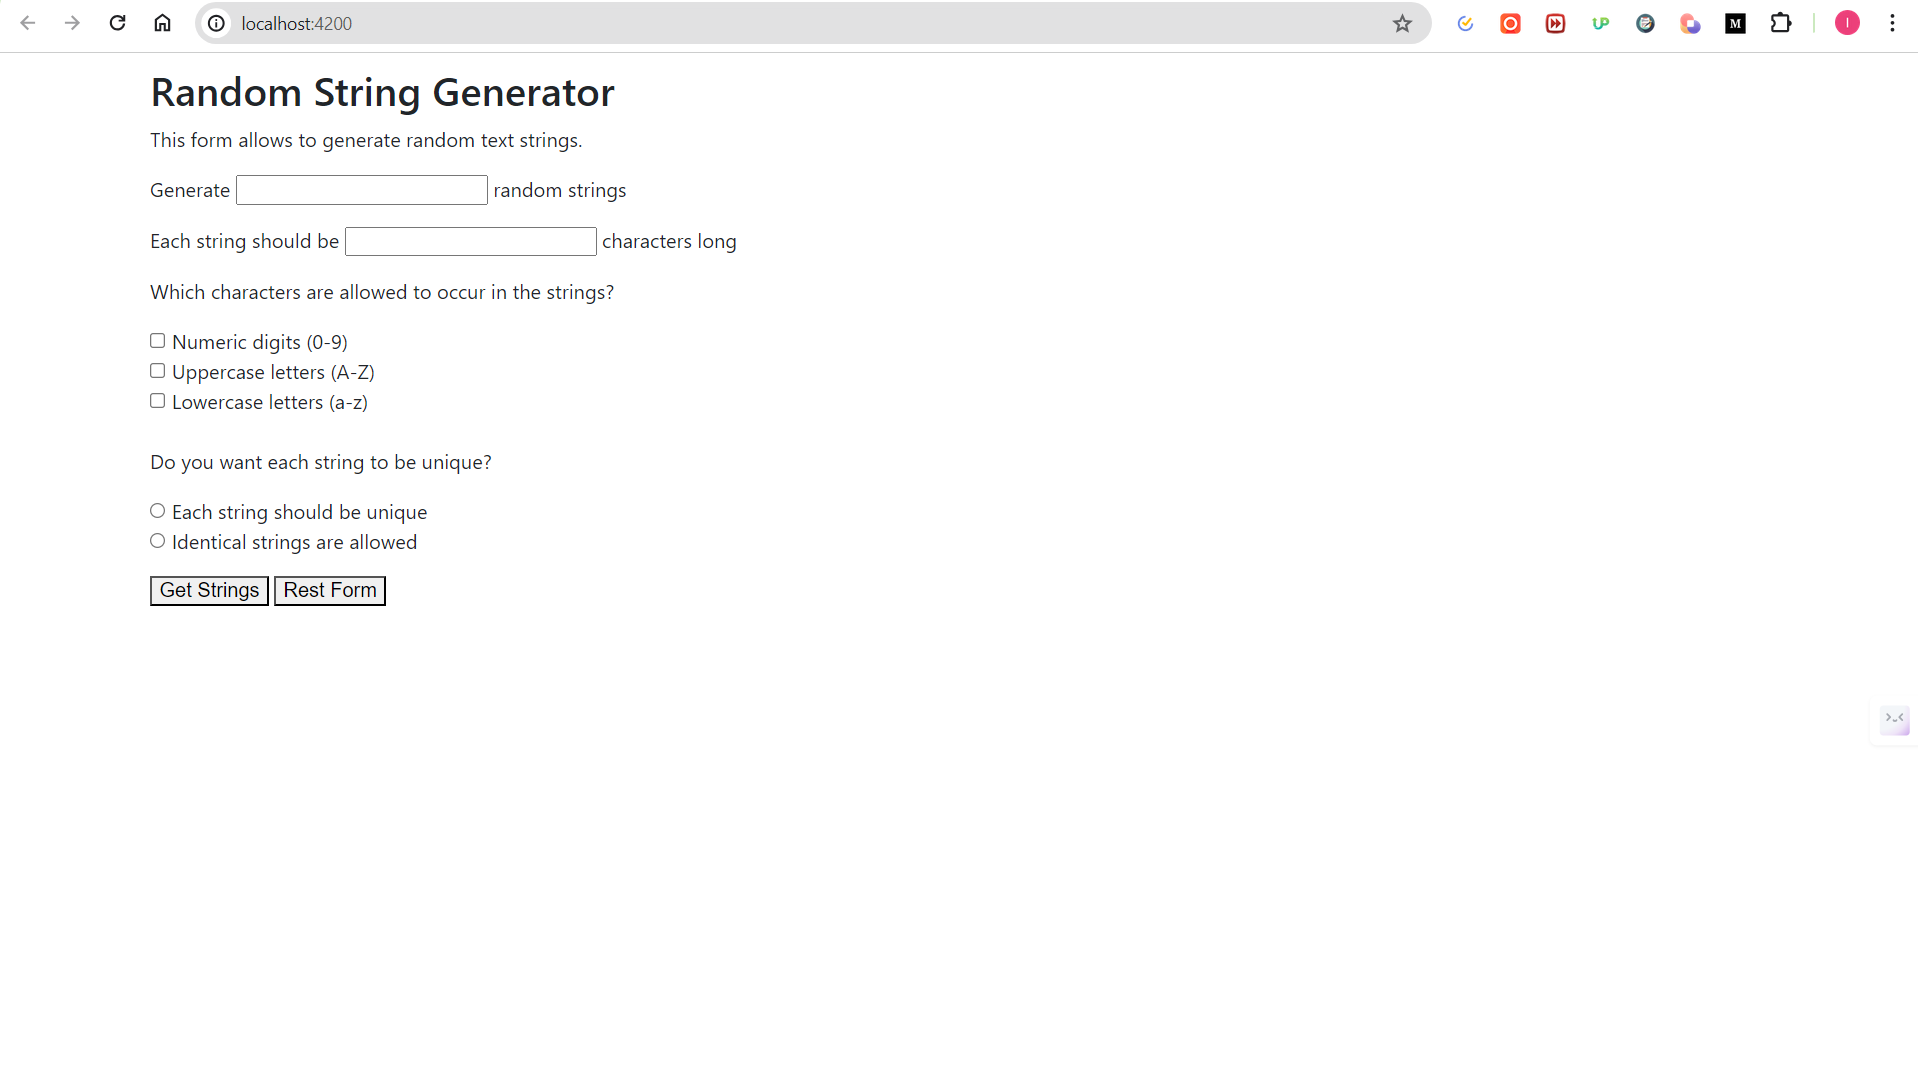 localhost:4200
M
I
Random String Generator
This form allows to generate random text strings.
Generate random strings
Each string should be characters long
Which characters are allowed to occur in the strings?
Numeric digits (0-9)
Uppercase letters (A-Z)
Lowercase letters (a-z)
Do you want each string to be unique?
Each string should be unique
Identical strings are allowed
Get Strings Rest Form